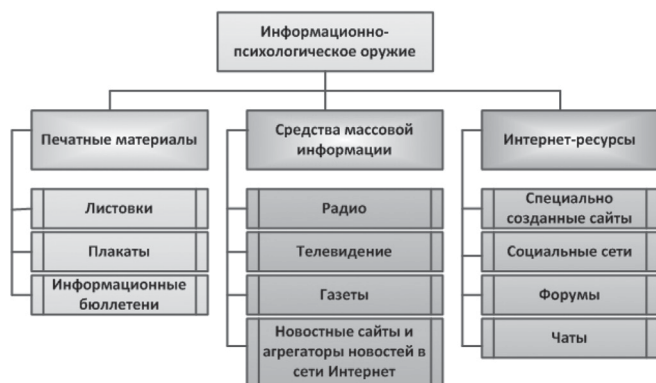 Информационно-
психологическое оружие
Печатные материалы
Листовки
Плакаты
Информационные
бюллетени
Средства массовой
информации
Радио
Телевидение
Газеты
Новостные сайты и
агрегаторы новостей в
сети Интернет
Интернет-ресурсы
Специально
созданные сайты
Социальные сети
Форумы
Чаты